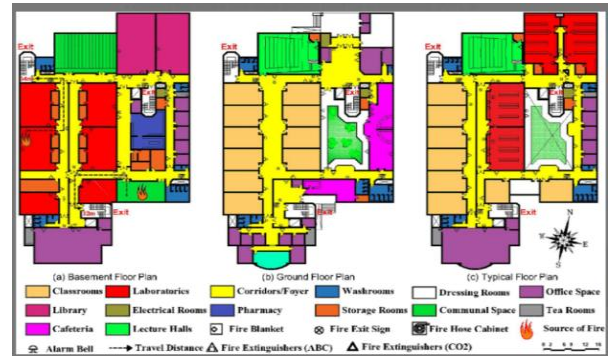 Exit
Exit
Exit
Exit
Exit
Exit
Exit
13m
Exit
N
W E
S
(a) Basement Floor Plan (b) Ground Floor Plan (c) Typical Floor Plan
Classrooms Laboratories Corridors/Foyer Washrooms Dressing Rooms Office Space
Library Electrical Rooms Pharmacy Storage Rooms Communal Space Tea Rooms
Cafeteria Lecture Halls Fire Blanket Fire Exit Sign Fire Hose Cabinet Source of Fire
Alarm Bell Travel Distance Fire Extinguishers (ABC) Fire Extinguishers (CO2)